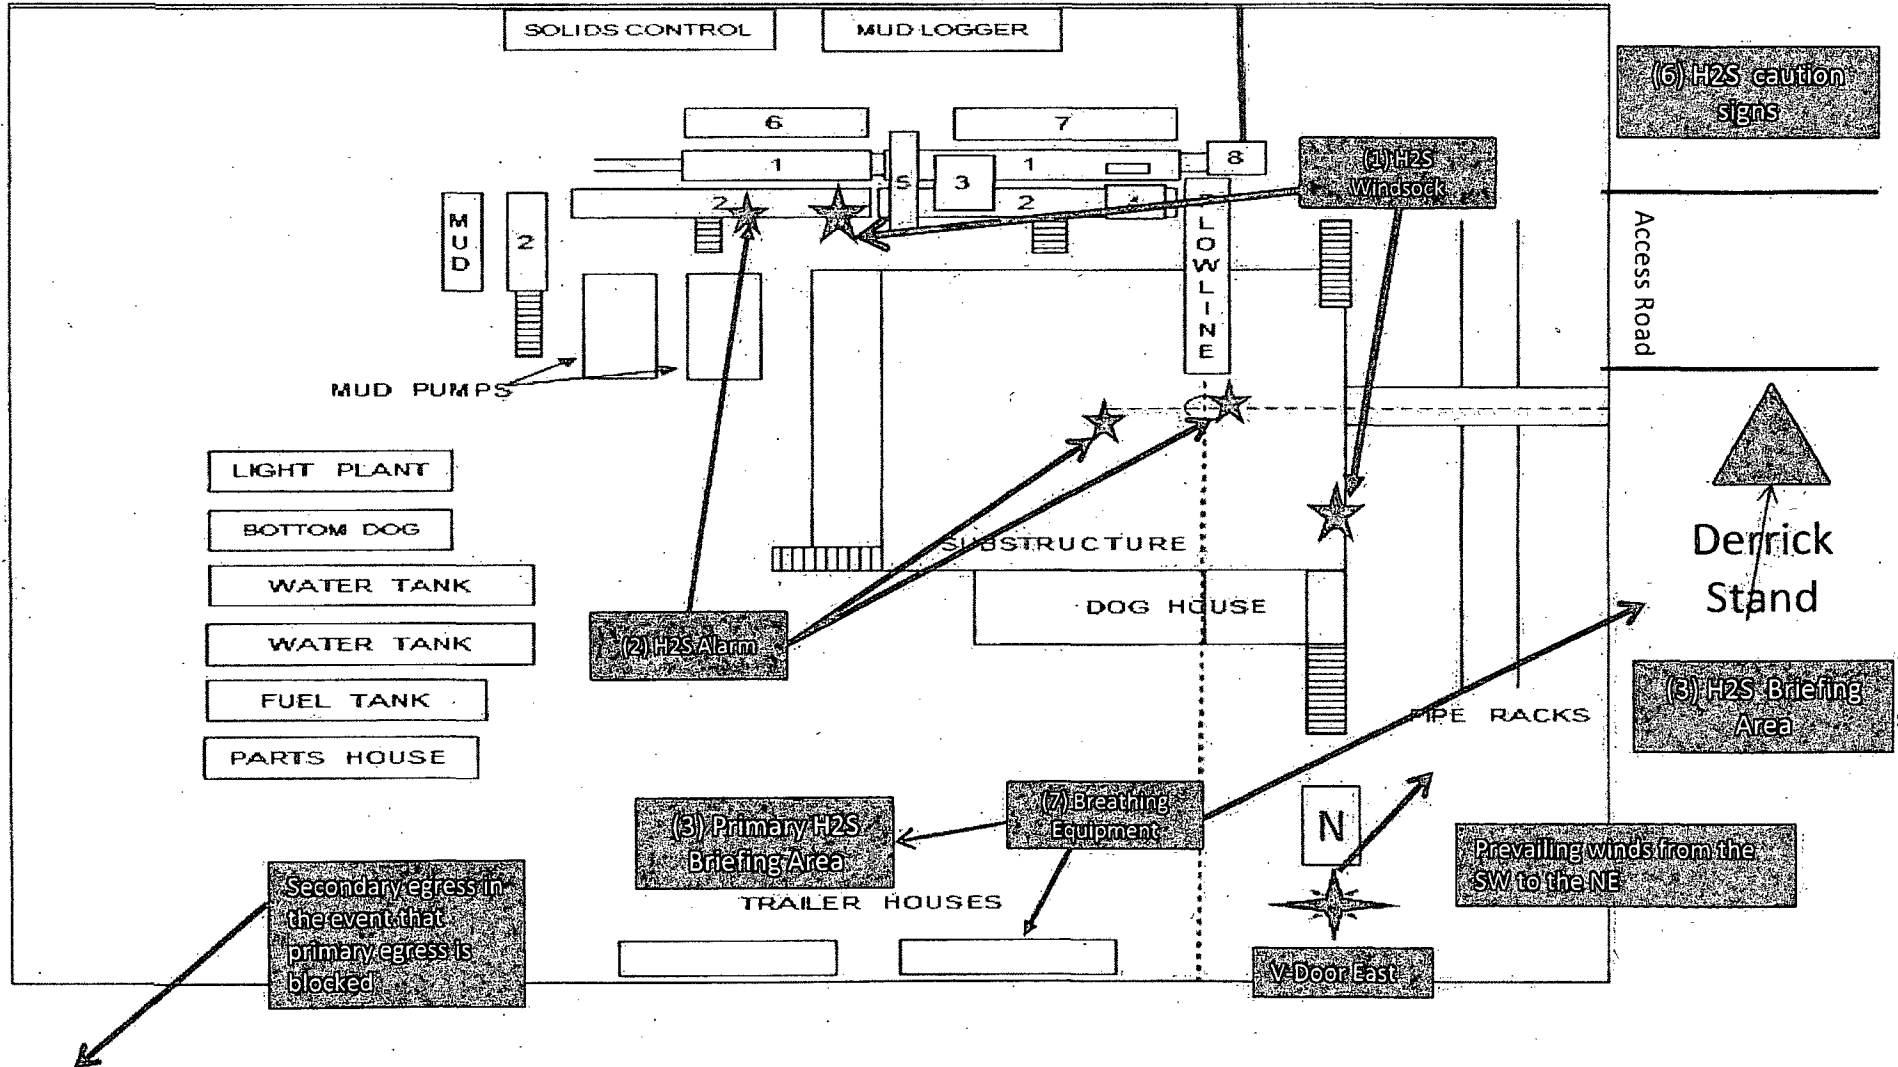 SOLIDS CONTROL
MUD LOGGER
(6) H2S caution
signs
6
7
1
1
8
5
3
(1) H2S
Windsock
2
2
4
MUD
2
LOWLINE
Access Road
MUD PUMPS
LIGHT PLANT
BOTTOM DOG
WATER TANK
WATER TANK
FUEL TANK
PARTS HOUSE
SUBSTRUCTURE
DOG HOUSE
(2) H2S Alarm
Derrick
Stand
(3) H2S Briefing
Area
PIPE RACKS
(3) Primary H2S
Briefing Area
(7) Breathing
Equipment
N
Prevailing winds from the
SW to the NE
TRAILER HOUSES
Secondary egress in
the event that
primary egress is
blocked
V-Door East